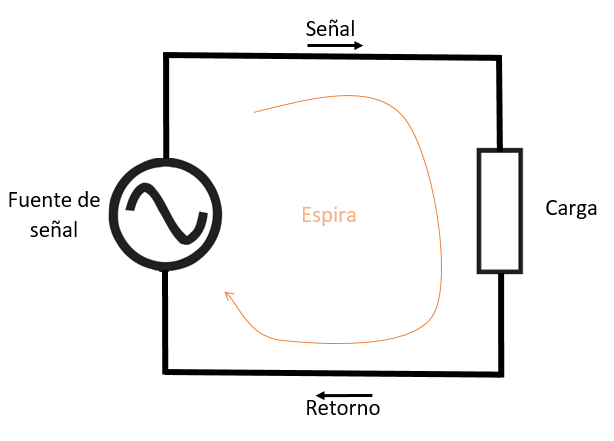 Señal
Fuente de
señal
Espira
Carga
Retorno